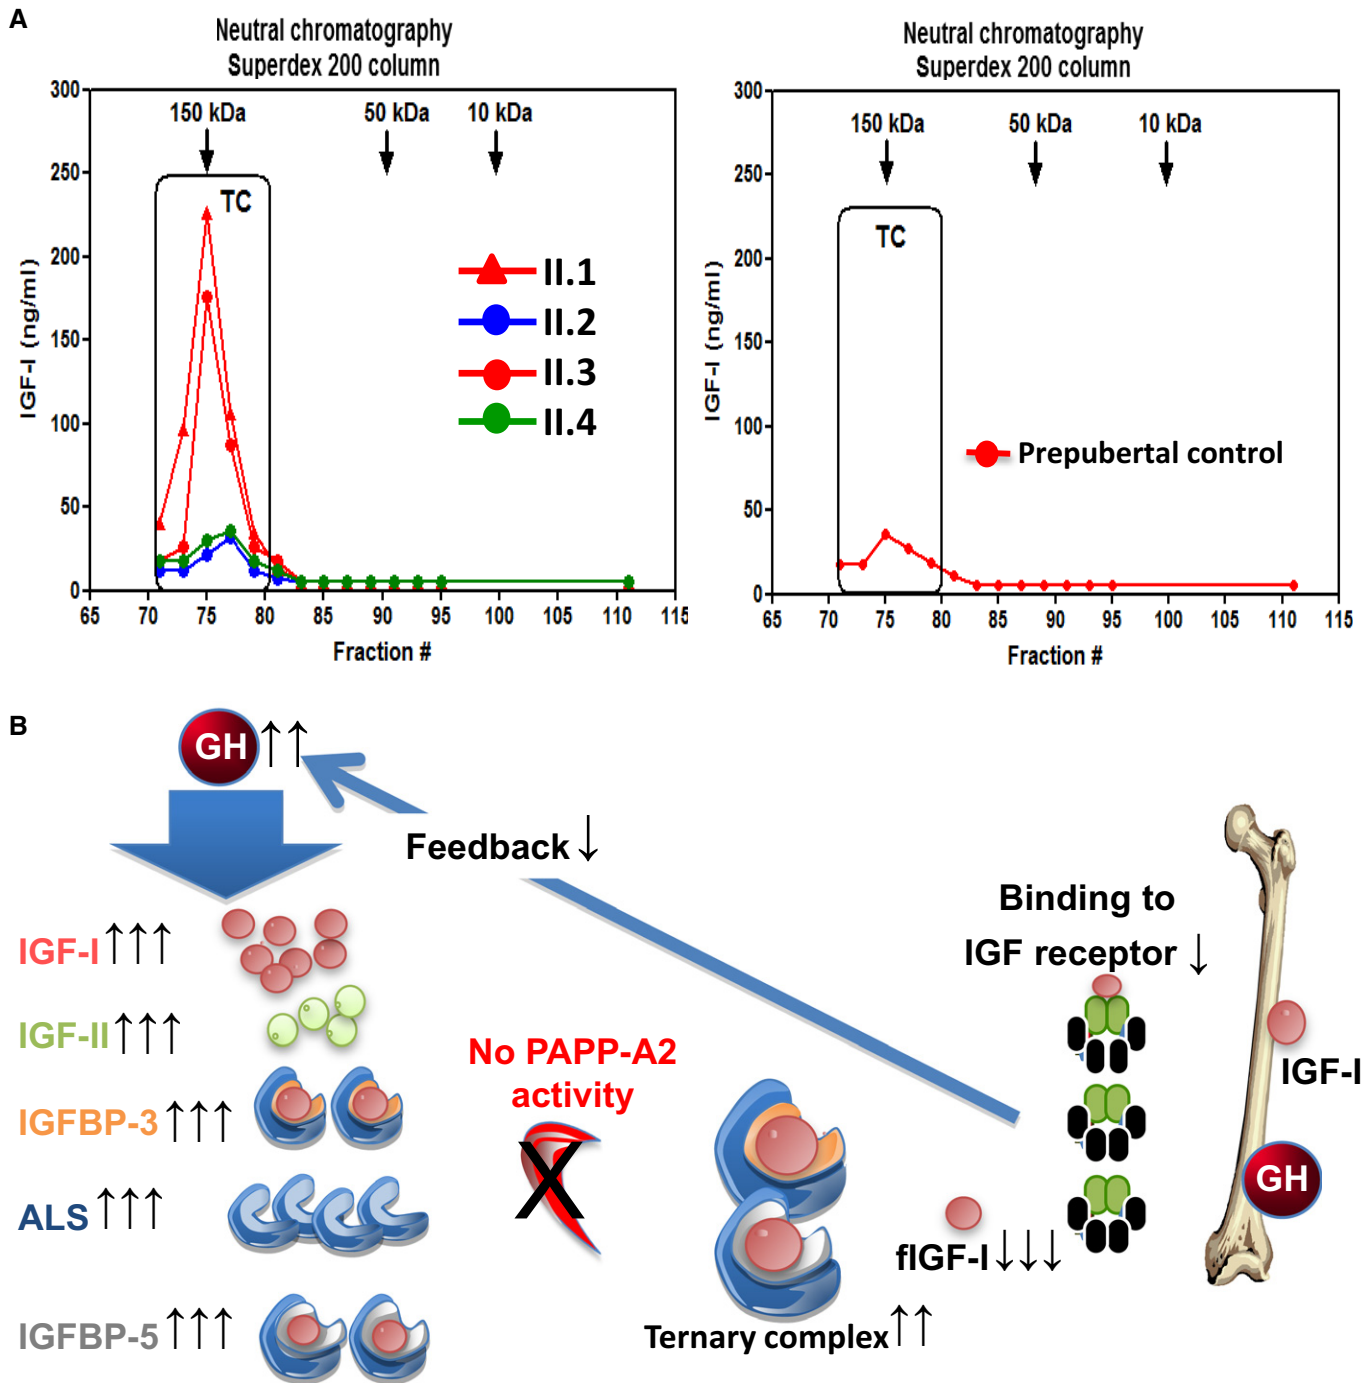 A
Neutral chromatography
Superdex 200 column
300
250
200
150
100
50
0
IGF-I (ng/ml)
150 kDa
50 kDa
10 kDa
TC
II.1
II.2
II.3
II.4
65 70 75 80 85 90 95 100 105 110 115
Fraction #
Neutral chromatography
Superdex 200 column
300
250
200
150
100
50
0
IGF-I (ng/ml)
150 kDa
50 kDa
10 kDa
TC
Prepubertal control
65 70 75 80 85 90 95 100 105 110 115
Fraction #
B
GH ↑↑
Feedback ↓
IGF-I ↑↑↑
IGF-II ↑↑↑
IGFBP-3 ↑↑↑
ALS ↑↑↑
IGFBP-5 ↑↑↑
No PAPP-A2
activity
X
Ternary complex ↑↑
fIGF-I ↓↓↓
Binding to
IGF receptor ↓
IGF-I
GH